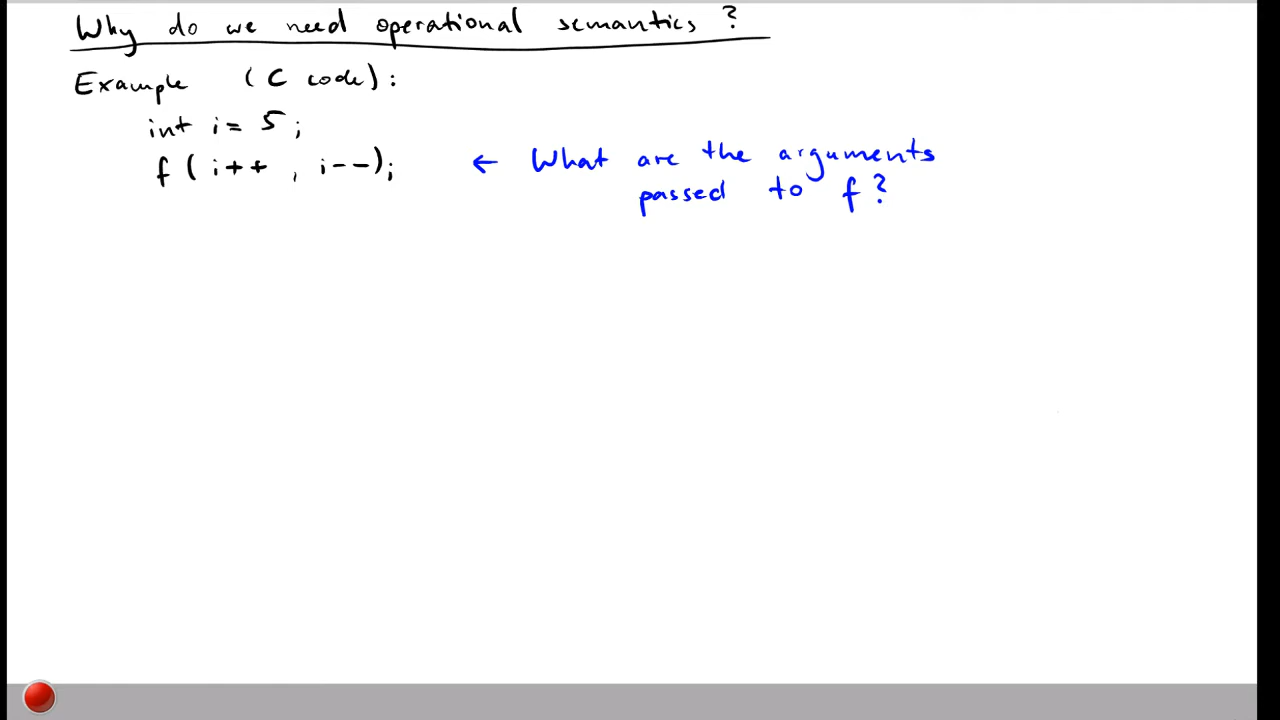 Why do we need operational semantics ?
Example (C code):
int i = 5 ;
f ( i++ , i-- ); ← What are the arguments
passed to f ?